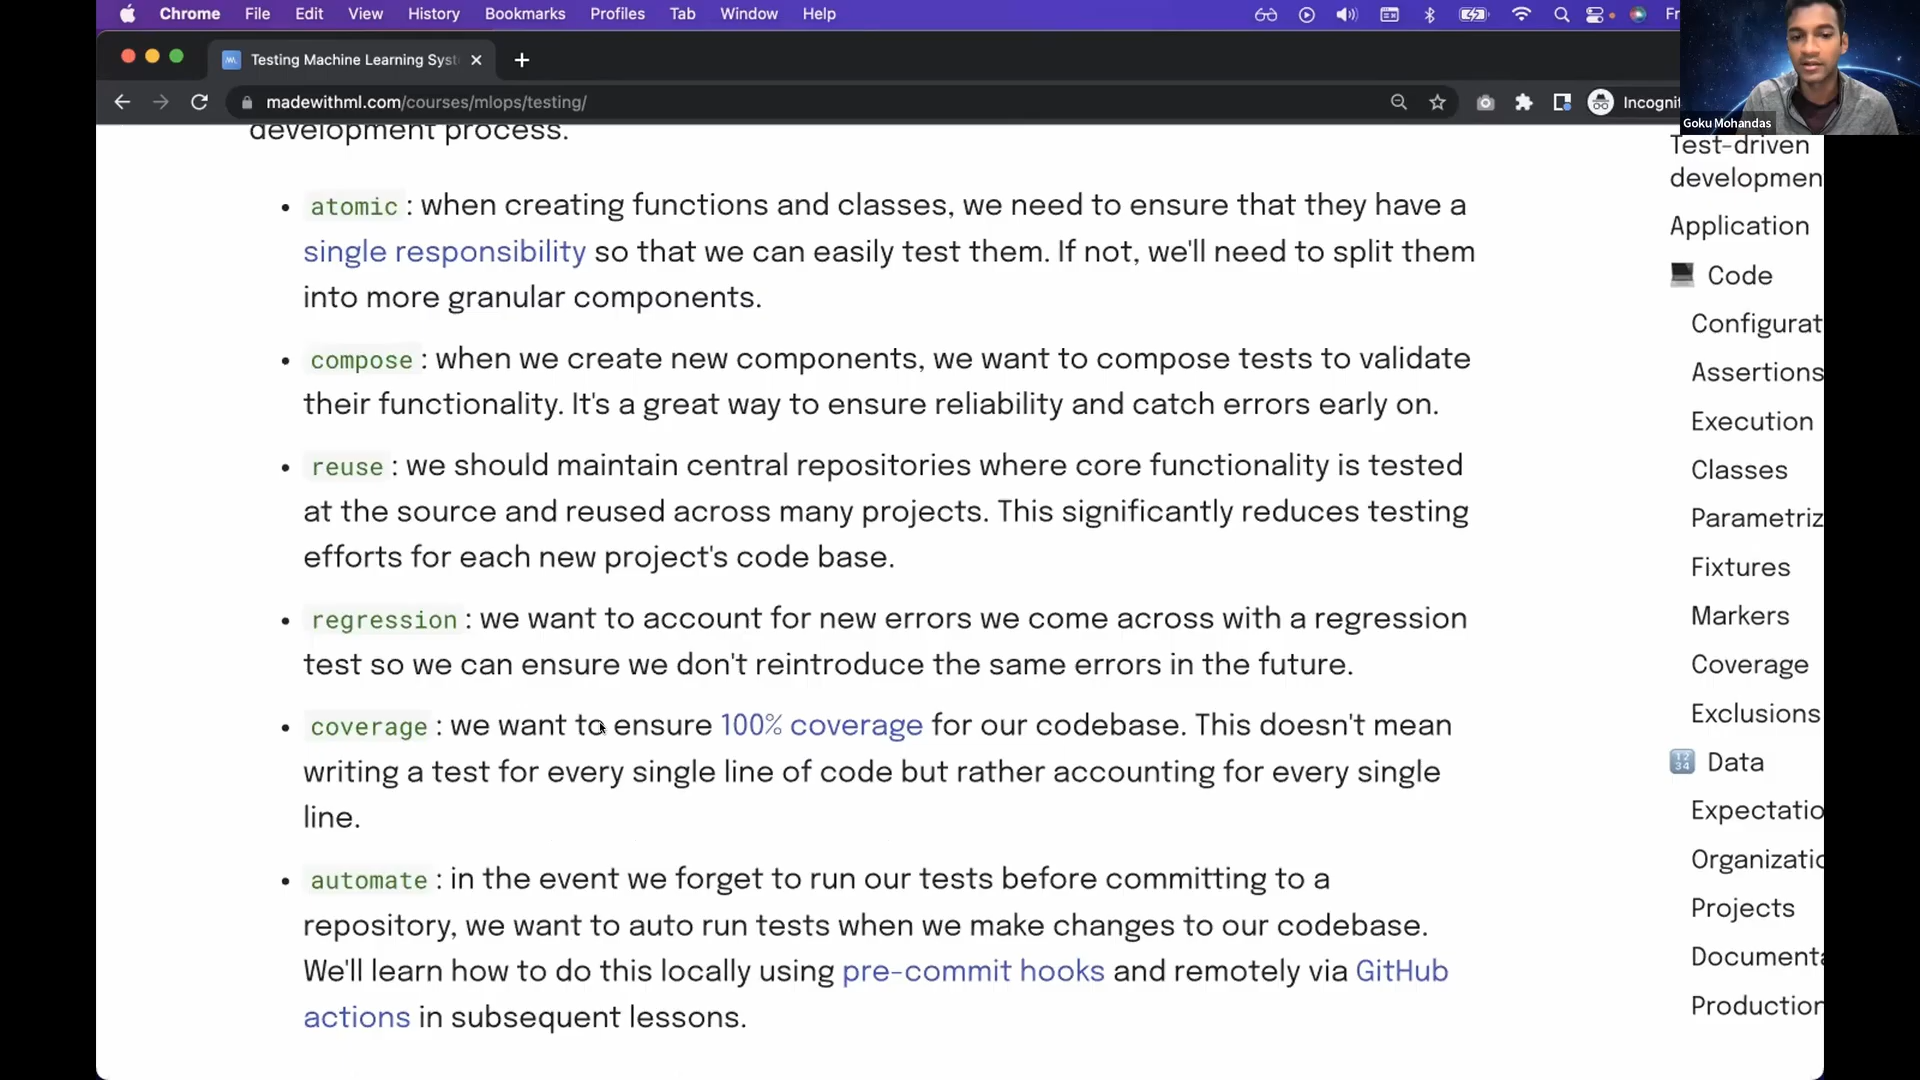 Chrome File Edit View History Bookmarks Profiles Tab Window Help
Testing Machine Learning Syst
madewithml.com/courses/mlops/testing/
Goku Mohandas
development process.
• atomic : when creating functions and classes, we need to ensure that they have a
single responsibility so that we can easily test them. If not, we'll need to split them
into more granular components.
• compose : when we create new components, we want to compose tests to validate
their functionality. It's a great way to ensure reliability and catch errors early on.
• reuse : we should maintain central repositories where core functionality is tested
at the source and reused across many projects. This significantly reduces testing
efforts for each new project's code base.
• regression : we want to account for new errors we come across with a regression
test so we can ensure we don't reintroduce the same errors in the future.
• coverage : we want to ensure 100% coverage for our codebase. This doesn't mean
writing a test for every single line of code but rather accounting for every single
line.
• automate : in the event we forget to run our tests before committing to a
repository, we want to auto run tests when we make changes to our codebase.
We'll learn how to do this locally using pre-commit hooks and remotely via GitHub
actions in subsequent lessons.
Test-driven
developmen
Application
Code
Configurat
Assertions
Execution
Classes
Parametriz
Fixtures
Markers
Coverage
Exclusions
Data
Expectatio
Organizatio
Projects
Documenta
Production